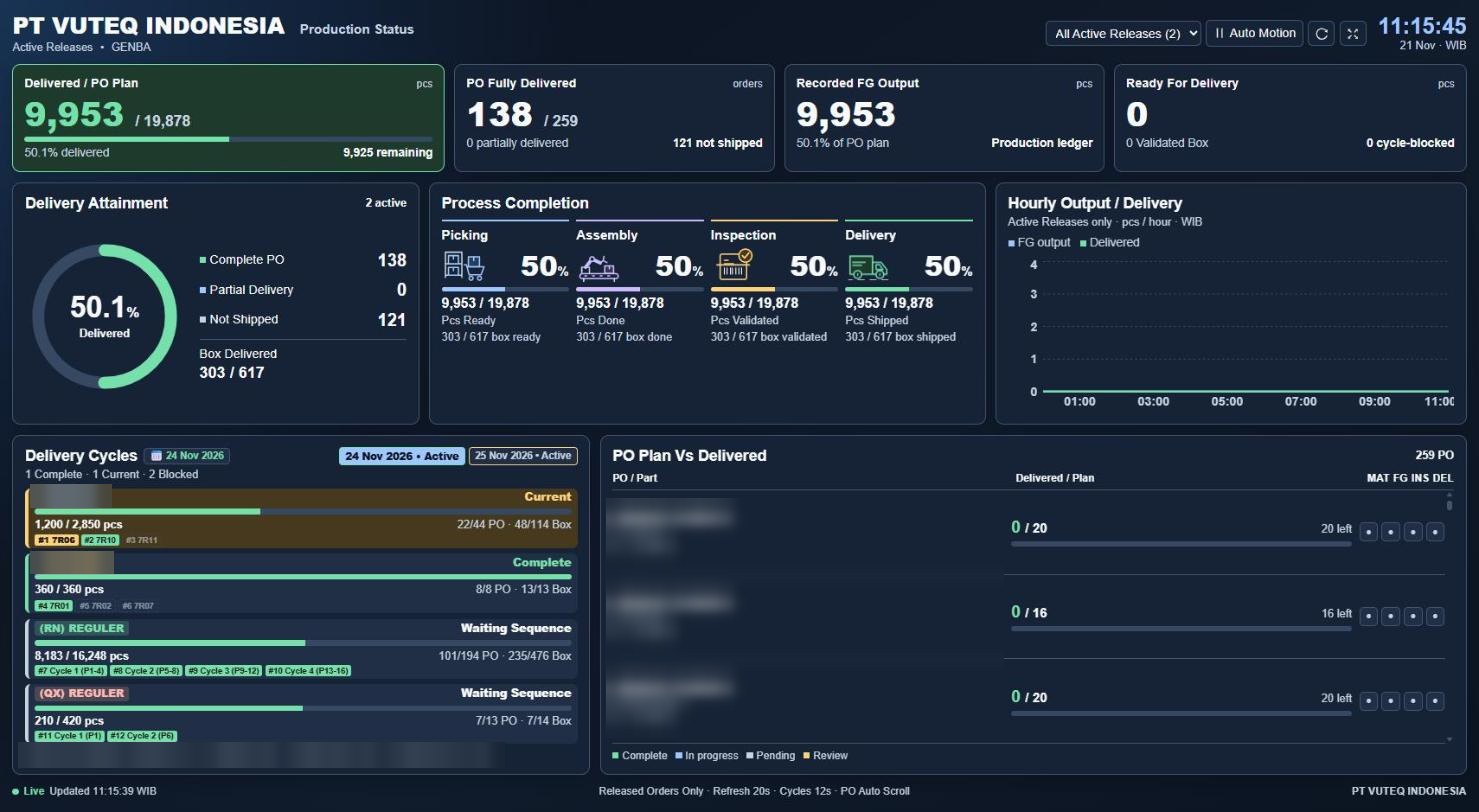 PT VUTEQ INDONESIA Production Status
Active Releases • GENBA
All Active Releases (2) Auto Motion 11:15:45
21 Nov · WIB
Delivered / PO Plan pcs
9,953 / 19,878
50.1% delivered 9,925 remaining
PO Fully Delivered orders
138 / 259
0 partially delivered 121 not shipped
Recorded FG Output pcs
9,953
50.1% of PO plan Production ledger
Ready For Delivery pcs
0
0 Validated Box 0 cycle-blocked
Delivery Attainment 2 active
50.1%
Delivered
Complete PO 138
Partial Delivery 0
Not Shipped 121
Box Delivered
303 / 617
Process Completion
Picking
50%
9,953 / 19,878
Pcs Ready
303 / 617 box ready
Assembly
50%
9,953 / 19,878
Pcs Done
303 / 617 box done
Inspection
50%
9,953 / 19,878
Pcs Validated
303 / 617 box validated
Delivery
50%
9,953 / 19,878
Pcs Shipped
303 / 617 box shipped
Hourly Output / Delivery
Active Releases only · pcs / hour · WIB
FG output Delivered
4
3
2
1
0
01:00 03:00 05:00 07:00 09:00 11:00
Delivery Cycles 24 Nov 2026 24 Nov 2026 • Active 25 Nov 2026 • Active
1 Complete · 1 Current · 2 Blocked
Current
1,200 / 2,850 pcs 22/44 PO · 48/114 Box
#1 7R06 #2 7R10 #3 7R11
Complete
360 / 360 pcs 8/8 PO · 13/13 Box
#4 7R01 #5 7R02 #6 7R07
(RN) REGULER Waiting Sequence
8,183 / 16,248 pcs 101/194 PO · 235/476 Box
#7 Cycle 1 (P1-4) #8 Cycle 2 (P5-8) #9 Cycle 3 (P9-12) #10 Cycle 4 (P13-16)
(QX) REGULER Waiting Sequence
210 / 420 pcs 7/13 PO · 7/14 Box
#11 Cycle 1 (P1) #12 Cycle 2 (P6)
PO Plan Vs Delivered 259 PO
PO / Part Delivered / Plan MAT FG INS DEL
0 / 20 20 left
0 / 16 16 left
0 / 20 20 left
Complete In progress Pending Review
Live Updated 11:15:39 WIB
Released Orders Only · Refresh 20s · Cycles 12s · PO Auto Scroll
PT VUTEQ INDONESIA